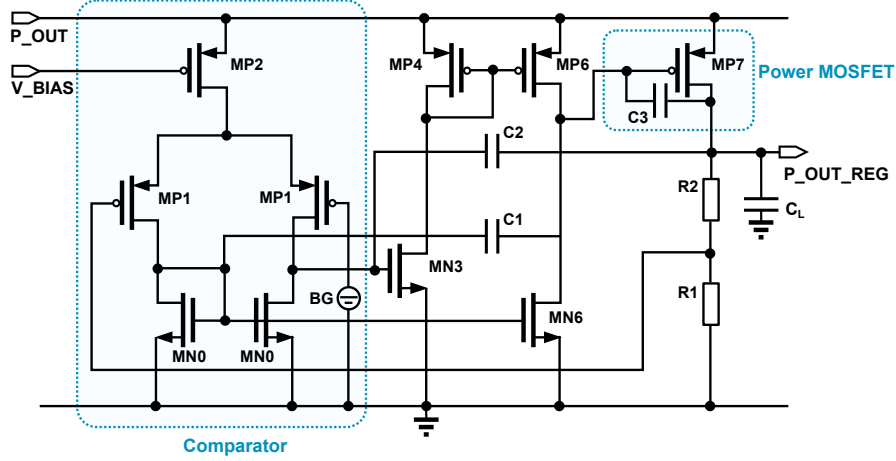 P_OUT
V_BIAS
MP2
MP4
MP6
MP7
Power MOSFET
C3
C2
P_OUT_REG
MP1
MP1
R2
CL
C1
MN3
BG
R1
MN6
MN0
MN0
Comparator